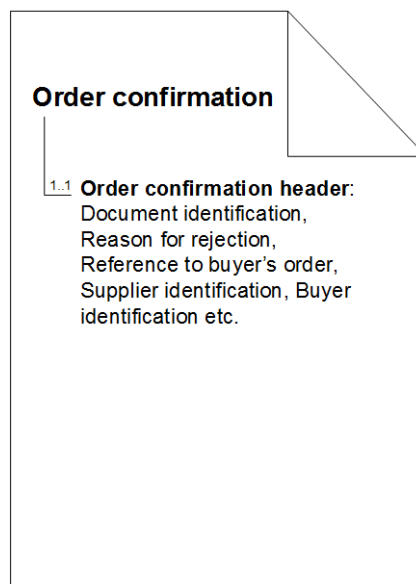 Order confirmation
1..1 Order confirmation header:
Document identification,
Reason for rejection,
Reference to buyer’s order,
Supplier identification, Buyer
identification etc.